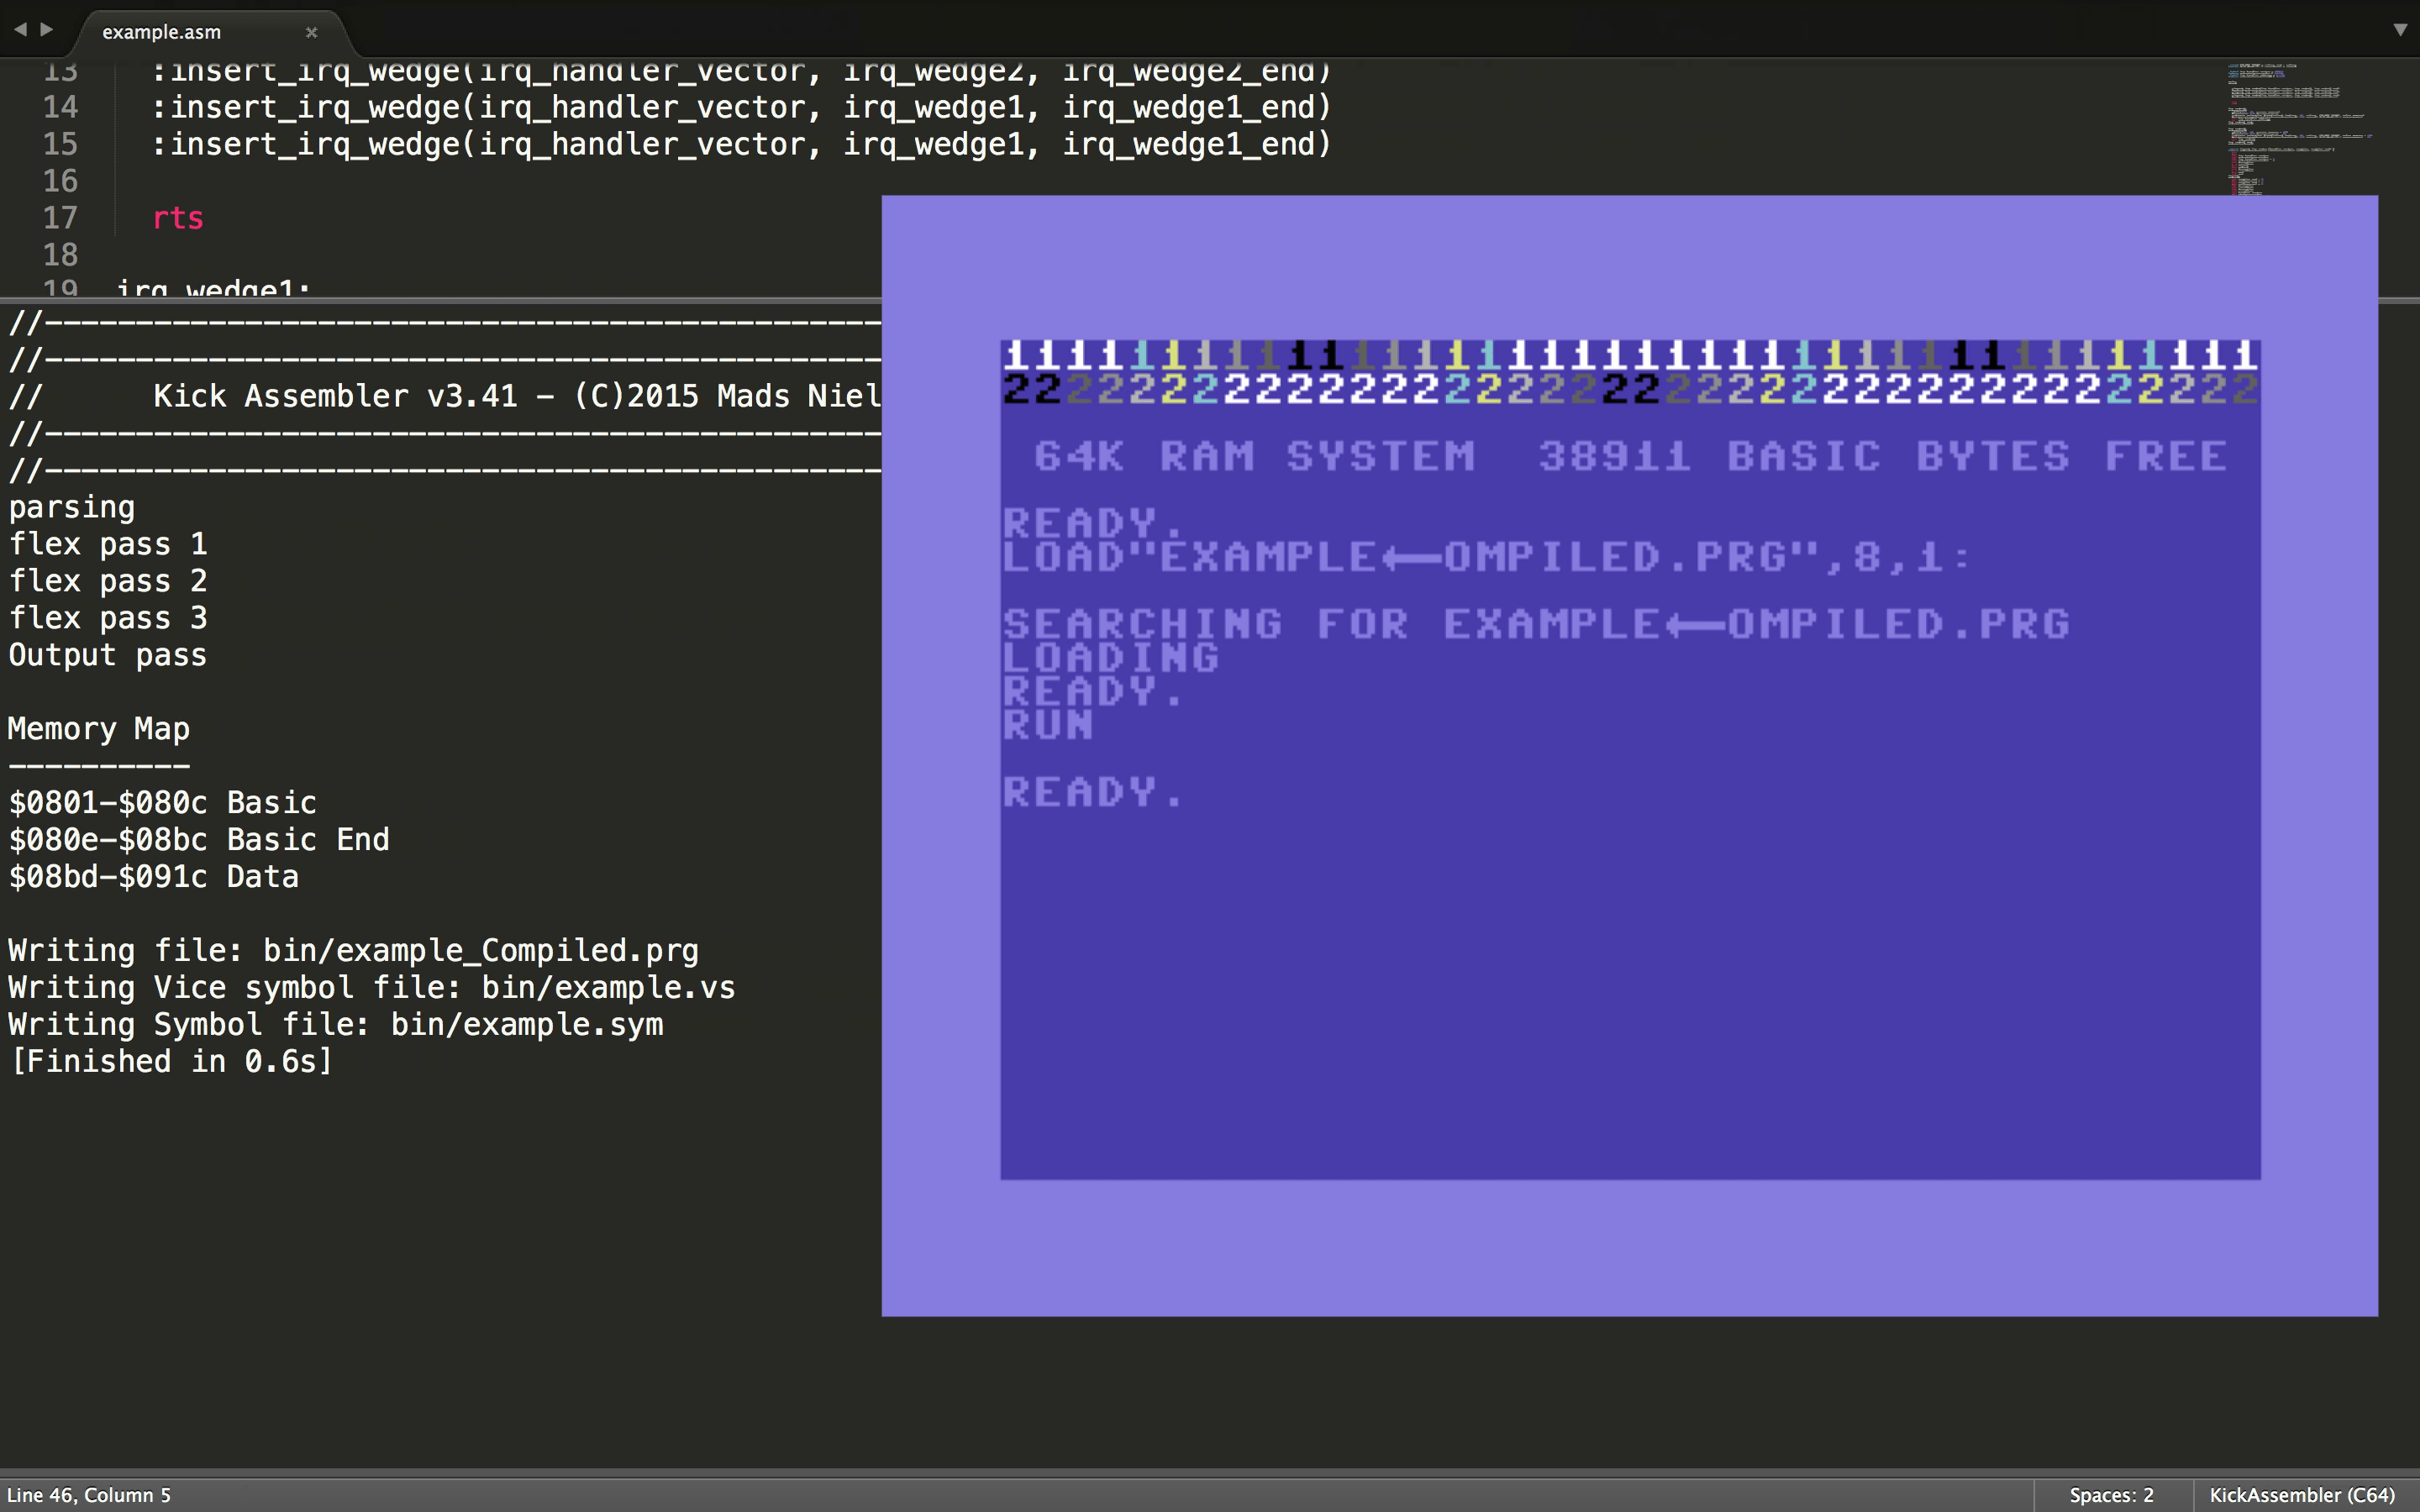 example.asm ×
13 :insert_irq_wedge(irq_handler_vector, irq_wedge2, irq_wedge2_end)
14 :insert_irq_wedge(irq_handler_vector, irq_wedge1, irq_wedge1_end)
15 :insert_irq_wedge(irq_handler_vector, irq_wedge1, irq_wedge1_end)
16
17 rts
18
19 irq_wedge1:
//----------------------------------------------
//----------------------------------------------
// Kick Assembler v3.41 - (C)2015 Mads Niel
//----------------------------------------------
//----------------------------------------------
parsing
flex pass 1
flex pass 2
flex pass 3
Output pass
Memory Map
----------
$0801-$080c Basic
$080e-$08bc Basic End
$08bd-$091c Data
Writing file: bin/example_Compiled.prg
Writing Vice symbol file: bin/example.vs
Writing Symbol file: bin/example.sym
[Finished in 0.6s]
1111111111111111111111111111111111111111
2222222222222222222222222222222222222222
64K RAM SYSTEM 38911 BASIC BYTES FREE
READY.
LOAD"EXAMPLE←─OMPILED.PRG",8,1:
SEARCHING FOR EXAMPLE←─OMPILED.PRG
LOADING
READY.
RUN
READY.
Line 46, Column 5
Spaces: 2
KickAssembler (C64)